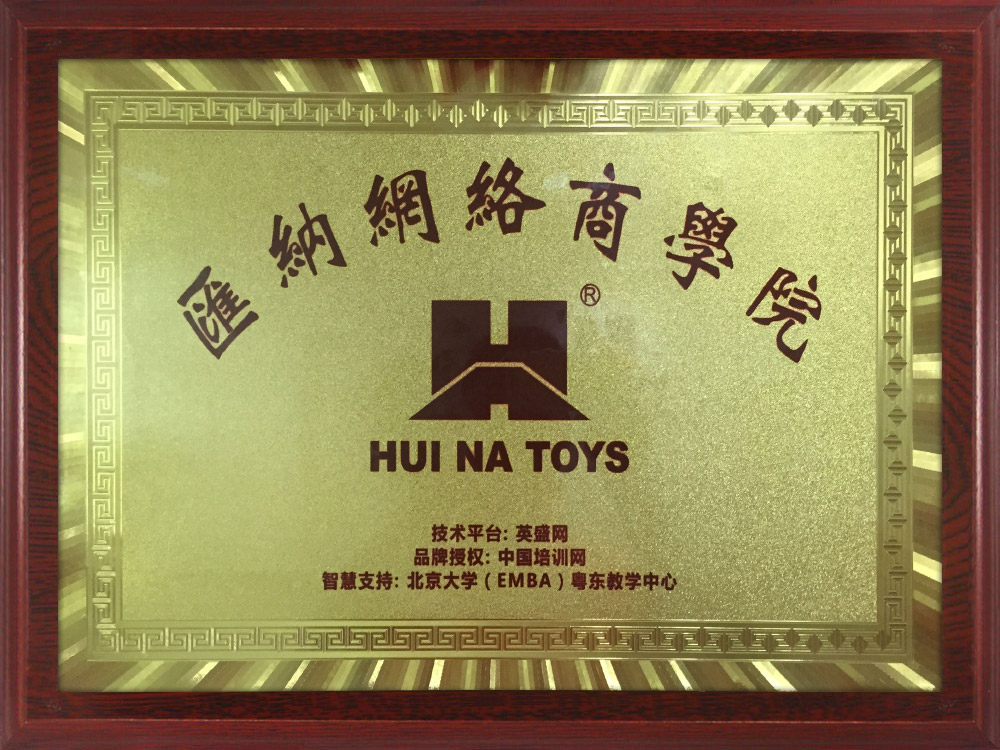 匯納網絡商學院
®
HUI NA TOYS
技术平台: 英盛网
品牌授权: 中国培训网
智慧支持: 北京大学（EMBA）粤东教学中心